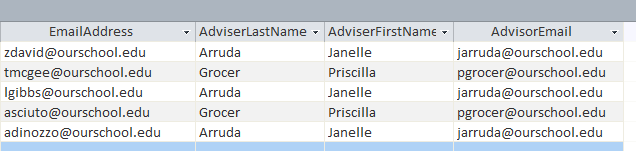 EmailAddress AdviserLastName AdviserFirstName AdvisorEmail
zdavid@ourschool.edu Arruda Janelle jarruda@ourschool.edu
tmcgee@ourschool.edu Grocer Priscilla pgrocer@ourschool.edu
lgibbs@ourschool.edu Arruda Janelle jarruda@ourschool.edu
asciuto@ourschool.edu Grocer Priscilla pgrocer@ourschool.edu
adinozzo@ourschool.edu Arruda Janelle jarruda@ourschool.edu